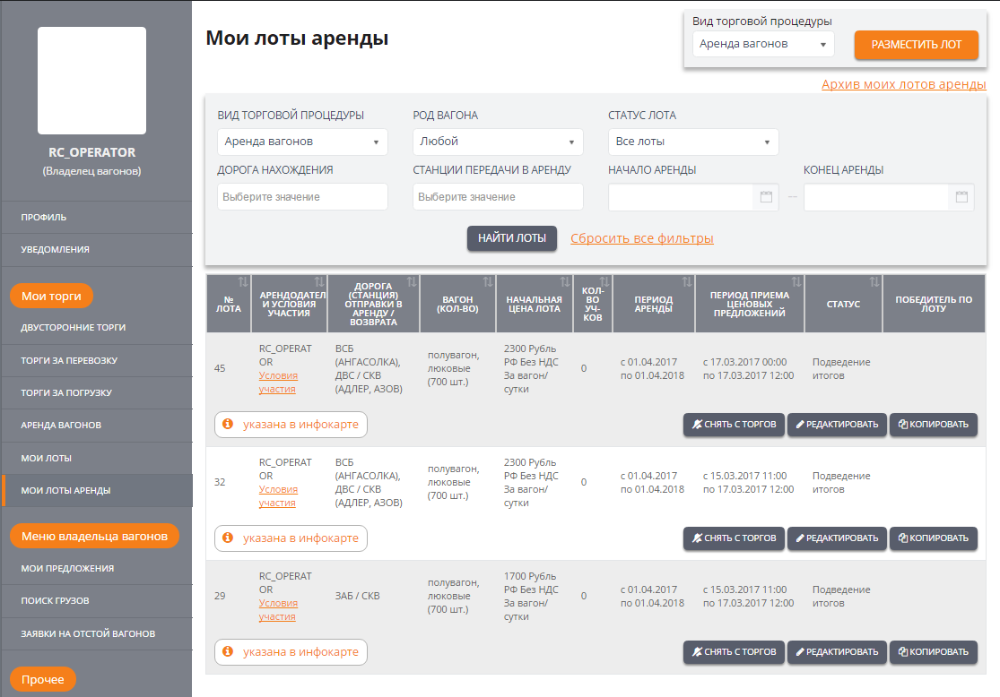 RC_OPERATOR
(Владелец вагонов)
ПРОФИЛЬ
УВЕДОМЛЕНИЯ
Мои торги
ДВУСТОРОННИЕ ТОРГИ
ТОРГИ ЗА ПЕРЕВОЗКУ
ТОРГИ ЗА ПОГРУЗКУ
АРЕНДА ВАГОНОВ
МОИ ЛОТЫ
МОИ ЛОТЫ АРЕНДЫ
Меню владельца вагонов
МОИ ПРЕДЛОЖЕНИЯ
ПОИСК ГРУЗОВ
ЗАЯВКИ НА ОТСТОЙ ВАГОНОВ
Прочее
Мои лоты аренды
Вид торговой процедуры
Аренда вагонов
РАЗМЕСТИТЬ ЛОТ
Архив моих лотов аренды
ВИД ТОРГОВОЙ ПРОЦЕДУРЫ
РОД ВАГОНА
СТАТУС ЛОТА
Аренда вагонов
Любой
Все лоты
ДОРОГА НАХОЖДЕНИЯ
СТАНЦИИ ПЕРЕДАЧИ В АРЕНДУ
НАЧАЛО АРЕНДЫ
КОНЕЦ АРЕНДЫ
Выберите значение
Выберите значение
НАЙТИ ЛОТЫ
Сбросить все фильтры
№
ЛОТА
АРЕНДОДАТЕЛ
И УСЛОВИЯ
УЧАСТИЯ
ДОРОГА
(СТАНЦИЯ)
ОТПРАВКИ В
АРЕНДУ /
ВОЗВРАТА
ВАГОН
(КОЛ-ВО)
НАЧАЛЬНАЯ
ЦЕНА ЛОТА
КОЛ-
ВО
УЧ-
КОВ
ПЕРИОД
АРЕНДЫ
ПЕРИОД ПРИЕМА
ЦЕНОВЫХ
ПРЕДЛОЖЕНИЙ
СТАТУС
ПОБЕДИТЕЛЬ ПО
ЛОТУ
45
RC_OPERAT
OR
Условия
участия
ВСБ
(АНГАСОЛКА),
ДВС / СКВ
(АДЛЕР, АЗОВ)
полувагон,
люковые
(700 шт.)
2300 Рубль
РФ Без НДС
За вагон/
сутки
0
с 01.04.2017
по 01.04.2018
с 17.03.2017 00:00
по 17.03.2017 12:00
Подведение
итогов
указана в инфокарте
СНЯТЬ С ТОРГОВ
РЕДАКТИРОВАТЬ
КОПИРОВАТЬ
32
RC_OPERAT
OR
Условия
участия
ВСБ
(АНГАСОЛКА),
ДВС / СКВ
(АДЛЕР, АЗОВ)
полувагон,
люковые
(700 шт.)
2300 Рубль
РФ Без НДС
За вагон/
сутки
0
с 01.04.2017
по 01.04.2018
с 15.03.2017 11:00
по 17.03.2017 12:00
Подведение
итогов
указана в инфокарте
СНЯТЬ С ТОРГОВ
РЕДАКТИРОВАТЬ
КОПИРОВАТЬ
29
RC_OPERAT
OR
Условия
участия
ЗАБ / СКВ
полувагон,
люковые
(700 шт.)
1700 Рубль
РФ Без НДС
За вагон/
сутки
0
с 01.04.2017
по 01.04.2017
с 15.03.2017 11:00
по 17.03.2017 12:00
Подведение
итогов
указана в инфокарте
СНЯТЬ С ТОРГОВ
РЕДАКТИРОВАТЬ
КОПИРОВАТЬ